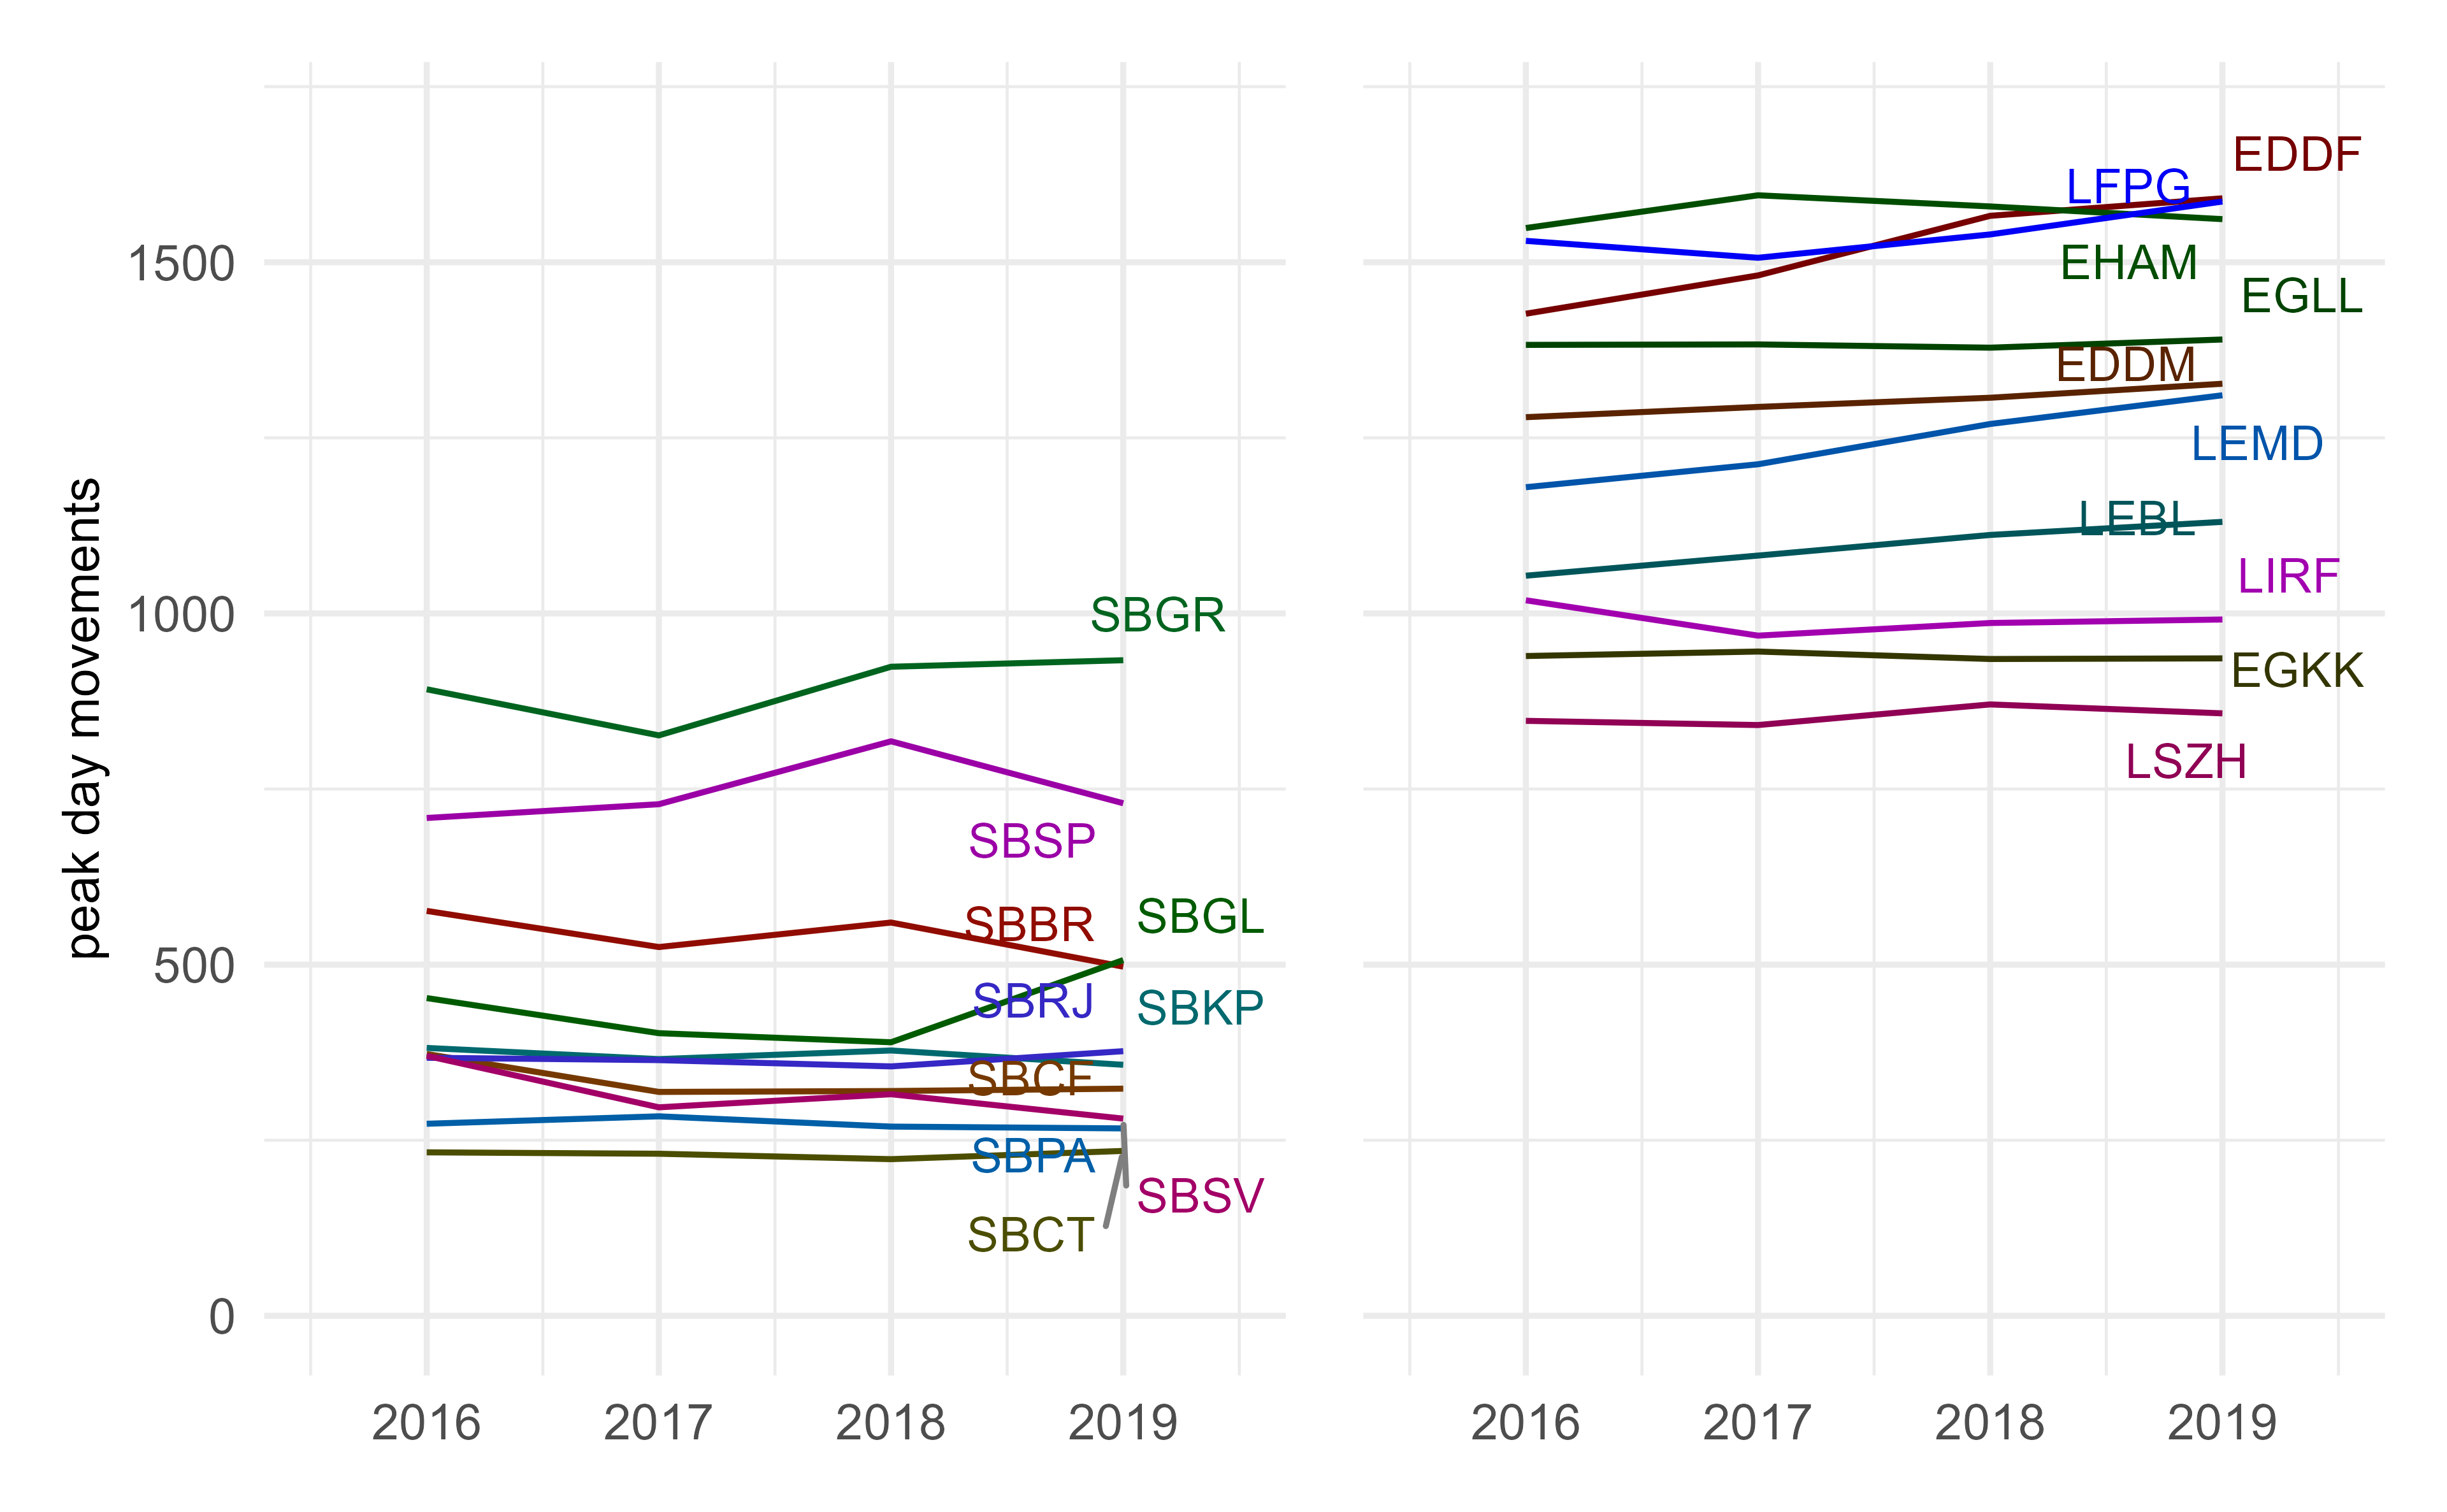 peak day movements
1500
1000
500
0
SBGR
SBSP
SBBR
SBGL
SBRJ
SBKP
SBCF
SBPA
SBSV
SBCT
2016 2017 2018 2019
EDDF
LFPG
EHAM
EGLL
EDDM
LEMD
LEBL
LIRF
EGKK
LSZH
2016 2017 2018 2019